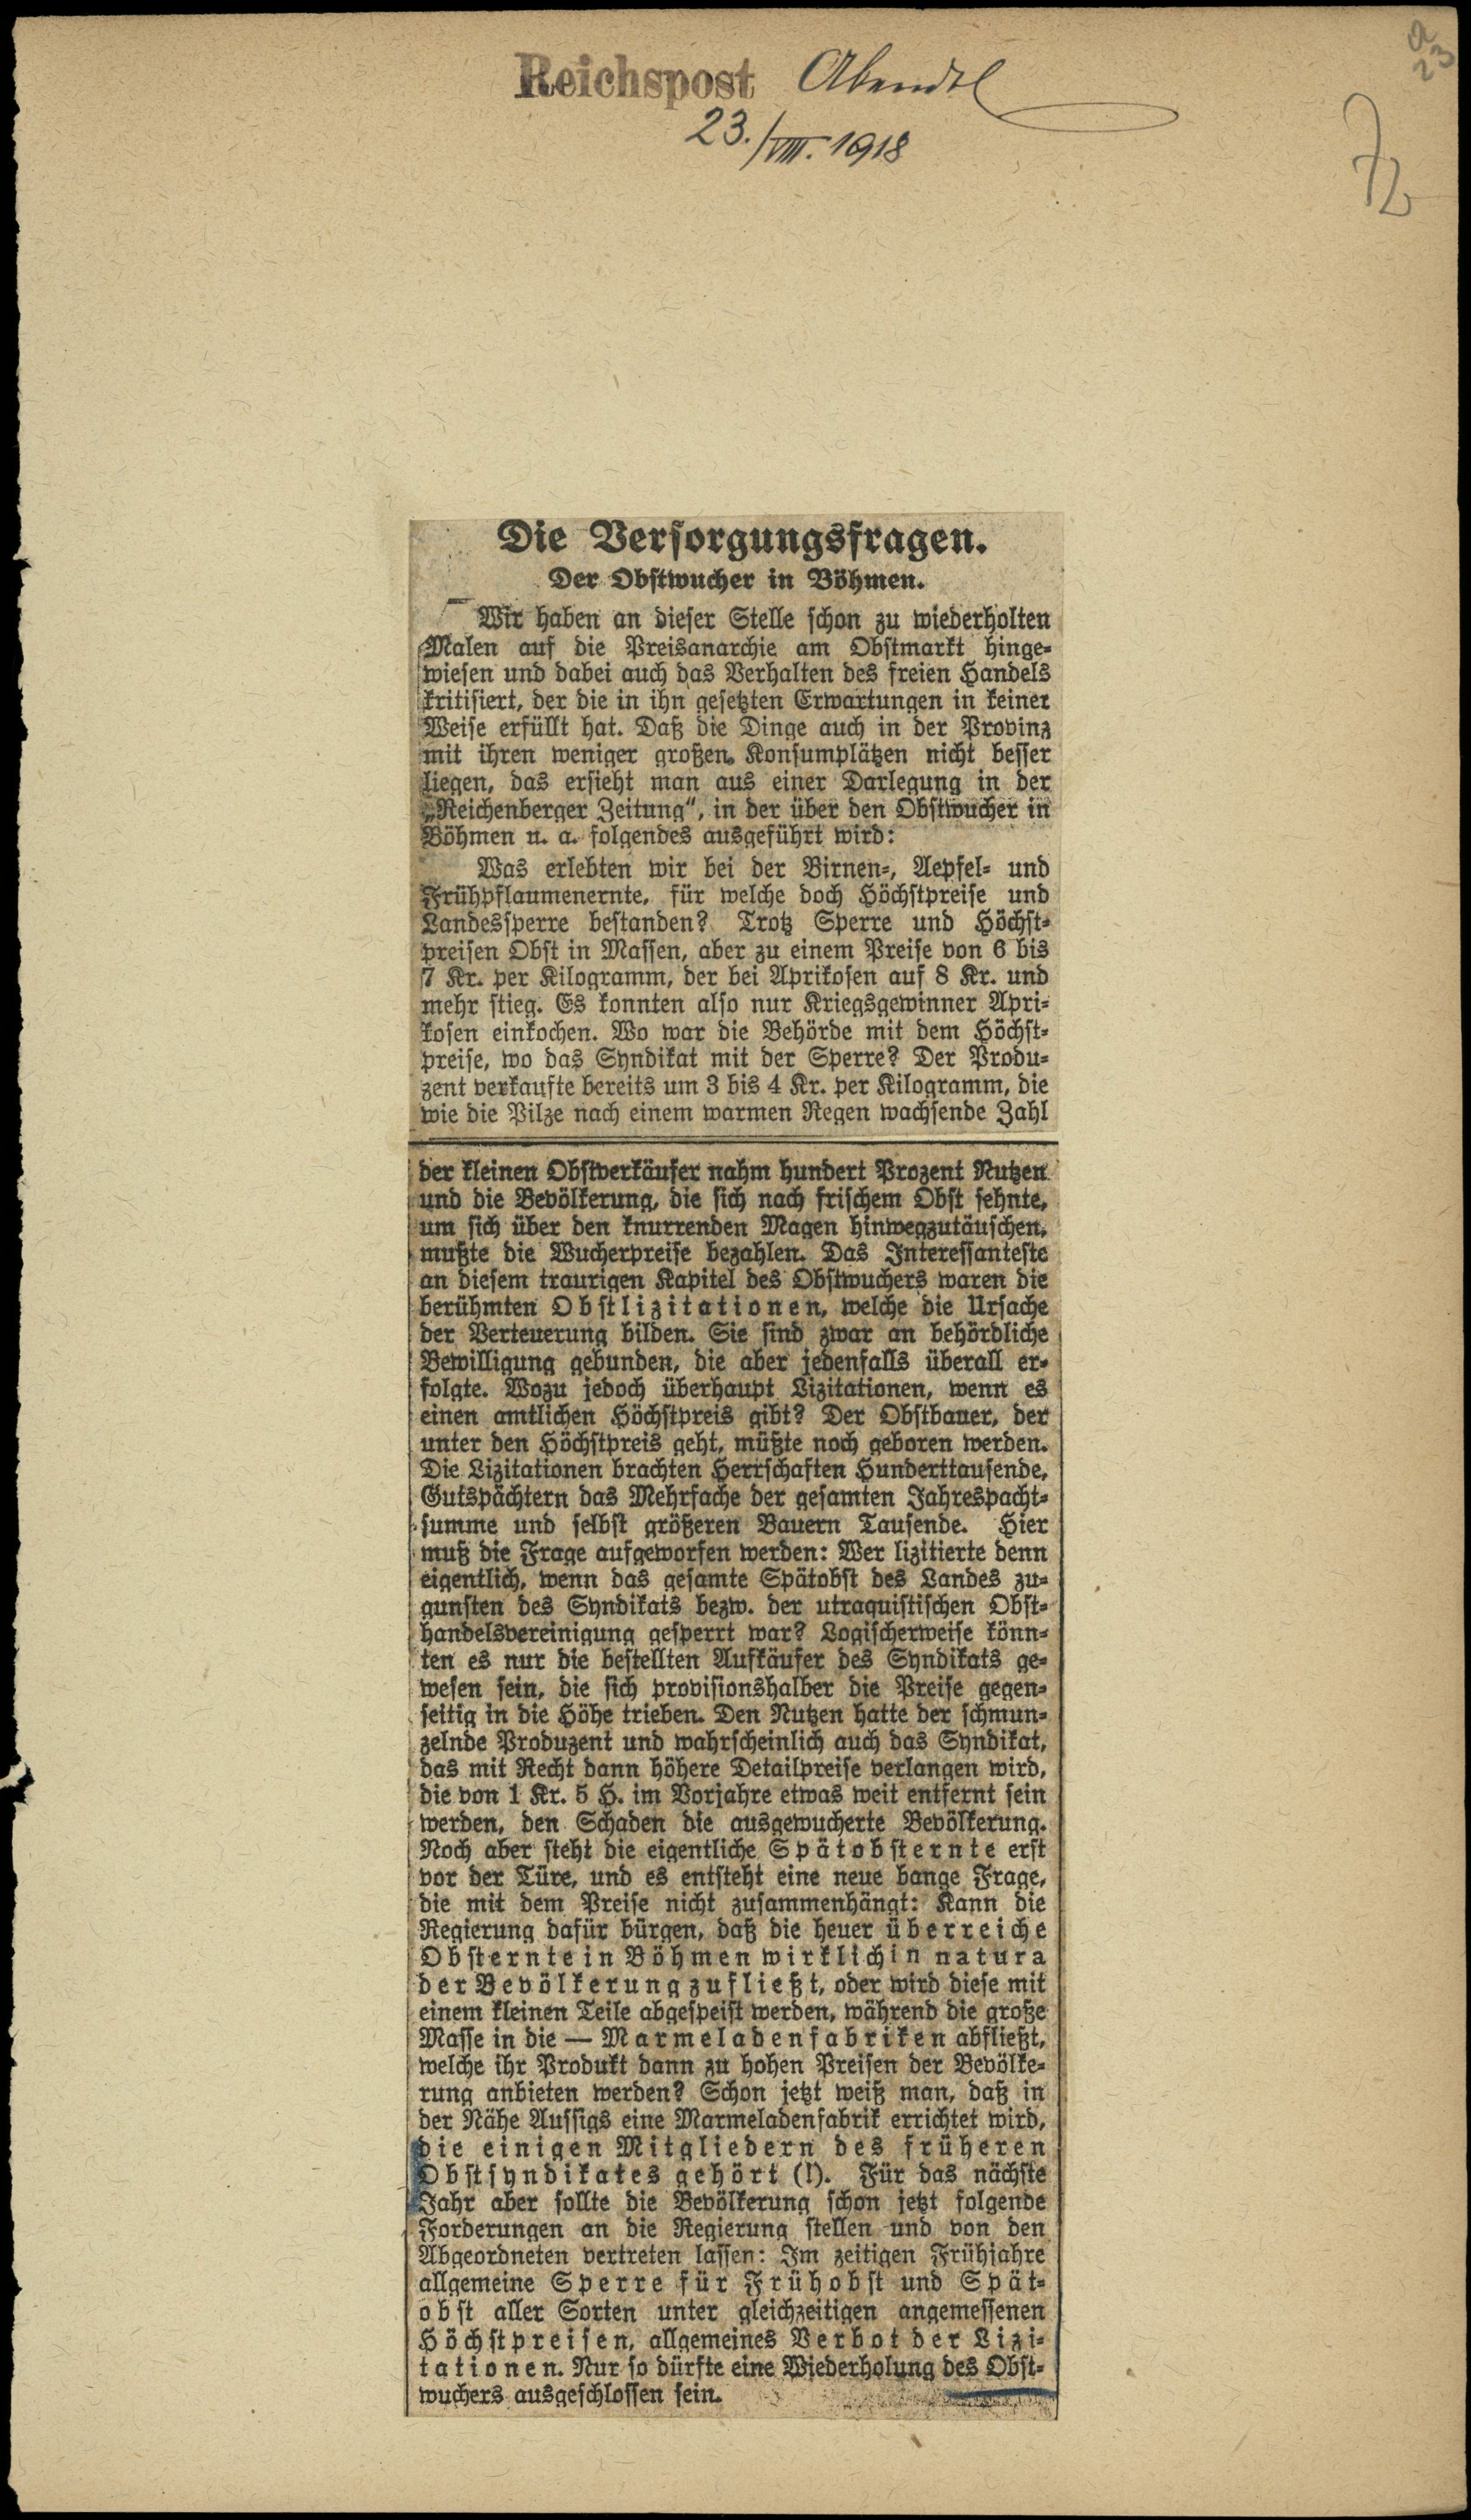 Reichspost Abendbl
23./VIII. 1918
a
23
72
Die Versorgungsfragen.
Der Obstwucher in Böhmen.
Wir haben an dieser Stelle schon zu wiederholten
Malen auf die Preisanarchie am Obstmarkt hinge-
wiesen und dabei auch das Verhalten des freien Handels
kritisiert, der die in ihn gesetzten Erwartungen in keiner
Weise erfüllt hat. Daß die Dinge auch in der Provinz
mit ihren weniger großen Konsumplätzen nicht besser
liegen, das ersieht man aus einer Darlegung in der
„Reichenberger Zeitung", in der über den Obstwucher in
Böhmen u. a. folgendes ausgeführt wird:
Was erlebten wir bei der Birnen-, Aepfel- und
Frühpflaumenernte, für welche doch Höchstpreise und
Landessperre bestanden? Trotz Sperre und Höchst-
preisen Obst in Massen, aber zu einem Preise von 6 bis
7 Kr. per Kilogramm, der bei Aprikosen auf 8 Kr. und
mehr stieg. Es konnten also nur Kriegsgewinner Apri-
kosen einkochen. Wo war die Behörde mit dem Höchst-
preise, wo das Syndikat mit der Sperre? Der Produ-
zent verkaufte bereits um 3 bis 4 Kr. per Kilogramm, die
wie die Pilze nach einem warmen Regen wachsende Zahl
der kleinen Obstverkäufer nahm hundert Prozent Nutzen
und die Bevölkerung, die sich nach frischem Obst sehnte,
um sich über den knurrenden Magen hinwegzutäuschen,
mußte die Wucherpreise bezahlen. Das Interessanteste
an diesem traurigen Kapitel des Obstwuchers waren die
berühmten Obstlizitationen, welche die Ursache
der Verteuerung bilden. Sie sind zwar an behördliche
Bewilligung gebunden, die aber jedenfalls überall er-
folgte. Wozu jedoch überhaupt Lizitationen, wenn es
einen amtlichen Höchstpreis gibt? Der Obstbauer, der
unter den Höchstpreis geht, müßte noch geboren werden.
Die Lizitationen brachten Herrschaften Hunderttausende,
Gutspächtern das Mehrfache der gesamten Jahrespacht-
summe und selbst größeren Bauern Tausende. Hier
muß die Frage aufgeworfen werden: Wer lizitierte denn
eigentlich, wenn das gesamte Spätobst des Landes zu-
gunsten des Syndikats bezw. der utraquistischen Obst-
handelsvereinigung gesperrt war? Logischerweise könn-
ten es nur die bestellten Aufkäufer des Syndikats ge-
wesen sein, die sich provisionshalber die Preise gegen-
seitig in die Höhe trieben. Den Nutzen hatte der schmun-
zelnde Produzent und wahrscheinlich auch das Syndikat,
das mit Recht dann höhere Detailpreise verlangen wird,
die von 1 Kr. 5 H. im Vorjahre etwas weit entfernt sein
werden, den Schaden die ausgewucherte Bevölkerung.
Noch aber steht die eigentliche Spätobsternte erst
vor der Türe, und es entsteht eine neue bange Frage,
die mit dem Preise nicht zusammenhängt: Kann die
Regierung dafür bürgen, daß die heuer überreiche
Obsternte in Böhmen wirklich in natura
der Bevölkerung zufließt, oder wird diese mit
einem kleinen Teile abgespeist werden, während die große
Masse in die — Marmeladenfabriken abfließt,
welche ihr Produkt dann zu hohen Preisen der Bevölke-
rung anbieten werden? Schon jetzt weiß man, daß in
der Nähe Aussigs eine Marmeladenfabrik errichtet wird,
die einigen Mitgliedern des früheren
Obstsyndikates gehört (!). Für das nächste
Jahr aber sollte die Bevölkerung schon jetzt folgende
Forderungen an die Regierung stellen und von den
Abgeordneten vertreten lassen: Im zeitigen Frühjahre
allgemeine Sperre für Frühobst und Spät-
obst aller Sorten unter gleichzeitigen angemessenen
Höchstpreisen, allgemeines Verbot der Lizi-
tationen. Nur so dürfte eine Wiederholung des Obst-
wuchers ausgeschlossen sein.